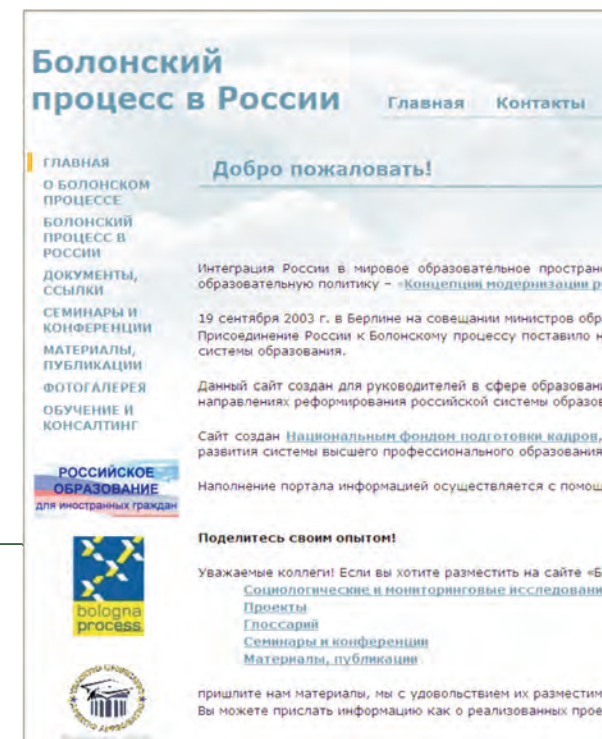 Болонский
процесс в России
Главная Контакты
ГЛАВНАЯ
О БОЛОНСКОМ
ПРОЦЕССЕ
БОЛОНСКИЙ
ПРОЦЕСС В
РОССИИ
ДОКУМЕНТЫ,
ССЫЛКИ
СЕМИНАРЫ И
КОНФЕРЕНЦИИ
МАТЕРИАЛЫ,
ПУБЛИКАЦИИ
ФОТОГАЛЕРЕЯ
ОБУЧЕНИЕ И
КОНСАЛТИНГ
РОССИЙСКОЕ
ОБРАЗОВАНИЕ
для иностранных граждан
bologna
process
Добро пожаловать!
Интеграция России в мировое образовательное простран
образовательную политику – «Концепции модернизации р
19 сентября 2003 г. в Берлине на совещании министров обр
Присоединение России к Болонскому процессу поставило н
системы образования.
Данный сайт создан для руководителей в сфере образовани
направлениях реформирования российской системы образов
Сайт создан Национальным фондом подготовки кадров,
развития системы высшего профессионального образования
Наполнение портала информацией осуществляется с помощ
Поделитесь своим опытом!
Уважаемые коллеги! Если вы хотите разместить на сайте «Б
Социологические и мониторинговые исследовани
Проекты
Глоссарий
Семинары и конференции
Материалы, публикации
пришлите нам материалы, мы с удовольствием их разместим
Вы можете прислать информацию как о реализованных прое